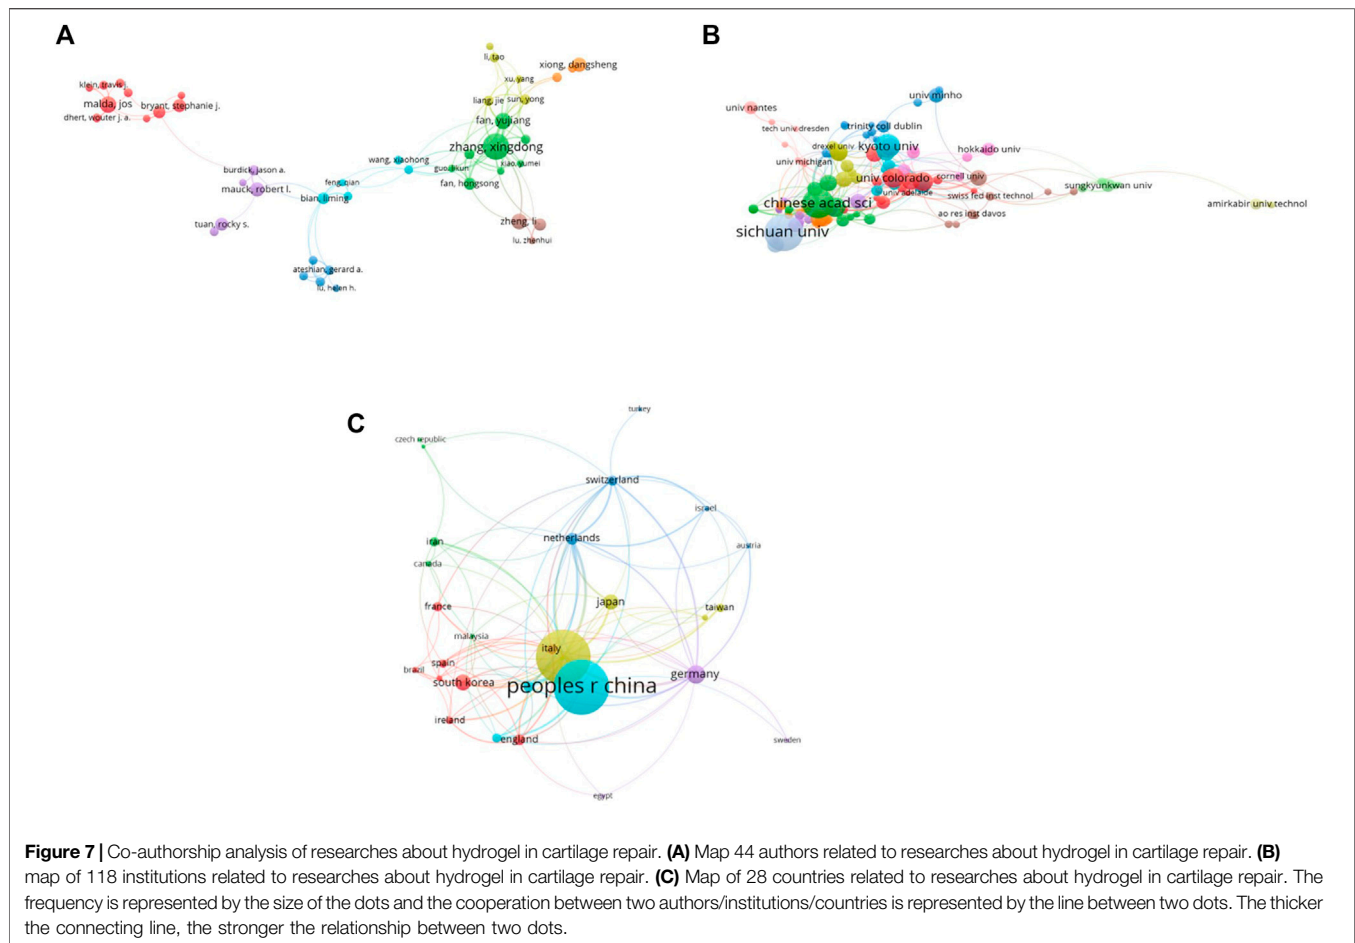 A
B
li, tao
xiong, dangsheng
xu, yang
klein, travis j.
malda, jos
bryant, stephanie j.
dhert, wouter j. a.
liang, jie
sun, yong
fan, yujiang
zhang, xingdong
wang, xiaohong
guo, likun
xiao, yumei
burdick, jason a.
feng, qian
fan, hongsong
mauck, robert l.
bian, liming
tuan, rocky s.
zheng, li
lu, zhenhui
ateshian, gerard a.
lu, helen h.
univ minho
univ nantes
tech univ dresden
trinity coll dublin
drexel univ
kyoto univ
hokkaido univ
univ michigan
univ colorado
cornell univ
sungkyunkwan univ
univ adelaide
swiss fed inst technol
chinese acad sci
amirkabir univ technol
ao res inst davos
sichuan univ
C
turkey
czech republic
switzerland
israel
iran
netherlands
austria
canada
japan
france
taiwan
malaysia
italy
spain
brazil
south korea
peoples r china
germany
ireland
england
sweden
egypt
Figure 7 | Co-authorship analysis of researches about hydrogel in cartilage repair. (A) Map 44 authors related to researches about hydrogel in cartilage repair. (B)
map of 118 institutions related to researches about hydrogel in cartilage repair. (C) Map of 28 countries related to researches about hydrogel in cartilage repair. The
frequency is represented by the size of the dots and the cooperation between two authors/institutions/countries is represented by the line between two dots. The thicker
the connecting line, the stronger the relationship between two dots.